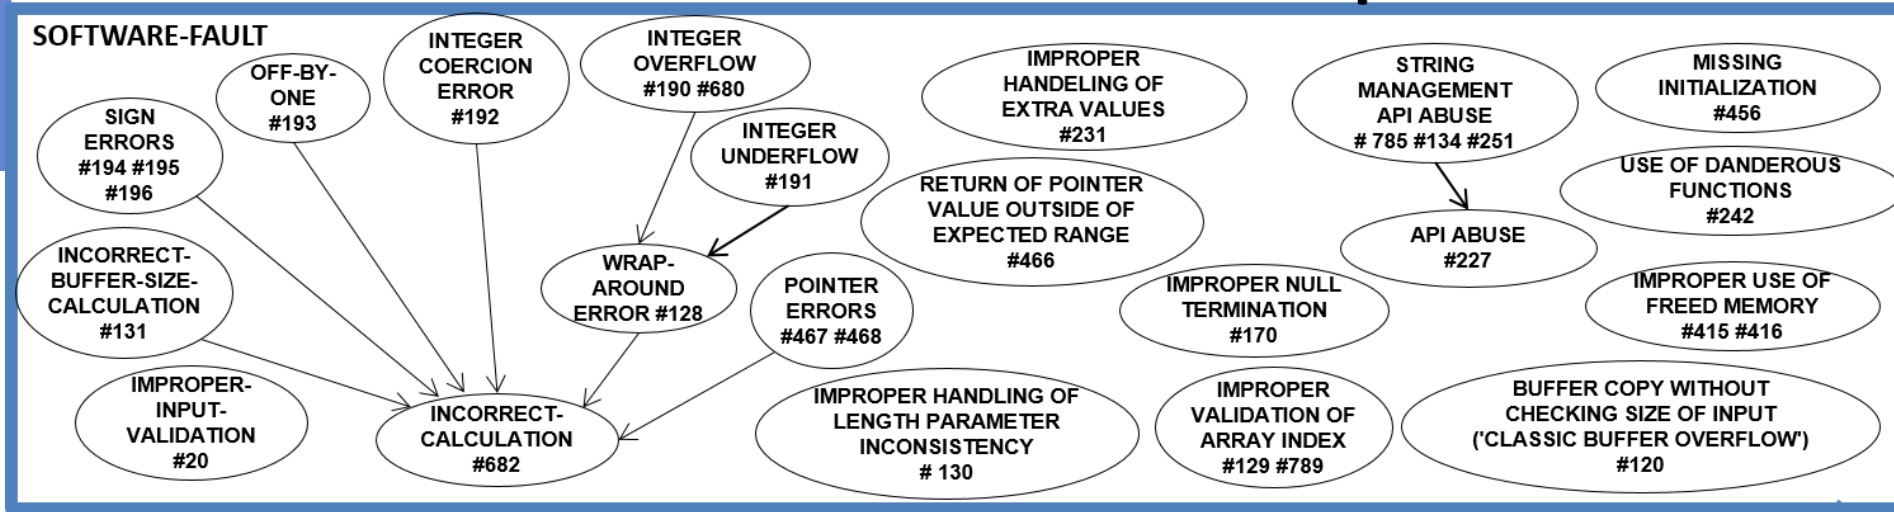 SOFTWARE-FAULT
SIGN
ERRORS
#194 #195
#196
OFF-BY-
ONE
#193
INTEGER
COERCION
ERROR
#192
INTEGER
OVERFLOW
#190 #680
INTEGER
UNDERFLOW
#191
IMPROPER
HANDELING OF
EXTRA VALUES
#231
STRING
MANAGEMENT
API ABUSE
# 785 #134 #251
MISSING
INITIALIZATION
#456
USE OF DANDEROUS
FUNCTIONS
#242
RETURN OF POINTER
VALUE OUTSIDE OF
EXPECTED RANGE
#466
API ABUSE
#227
INCORRECT-
BUFFER-SIZE-
CALCULATION
#131
WRAP-
AROUND
ERROR #128
POINTER
ERRORS
#467 #468
IMPROPER NULL
TERMINATION
#170
IMPROPER USE OF
FREED MEMORY
#415 #416
IMPROPER-
INPUT-
VALIDATION
#20
INCORRECT-
CALCULATION
#682
IMPROPER HANDLING OF
LENGTH PARAMETER
INCONSISTENCY
# 130
IMPROPER
VALIDATION OF
ARRAY INDEX
#129 #789
BUFFER COPY WITHOUT
CHECKING SIZE OF INPUT
('CLASSIC BUFFER OVERFLOW')
#120